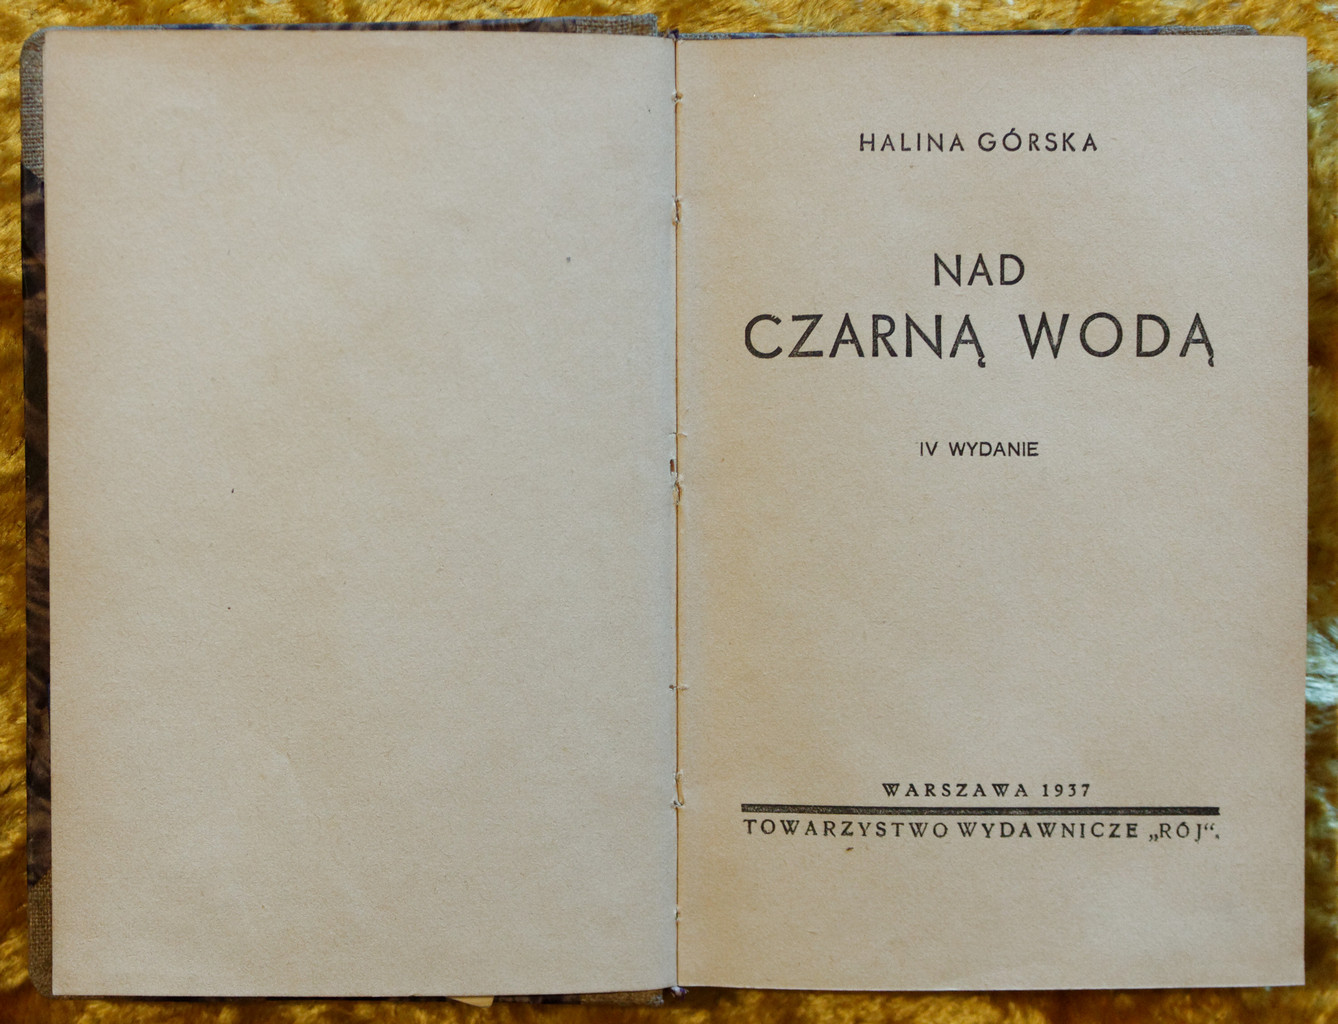 HALINA GÓRSKA
NAD
CZARNĄ WODĄ
IV WYDANIE
WARSZAWA 1937
TOWARZYSTWO WYDAWNICZE „RÓJ“.